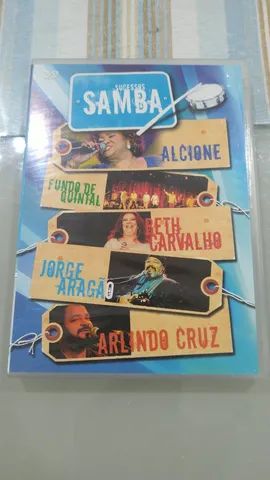 SUCESSOS
SAMBA
ALCIONE
FUNDO DE
QUINTAL
BETH
CARVALHO
JORGE
ARAGÃO
ARLINDO CRUZ